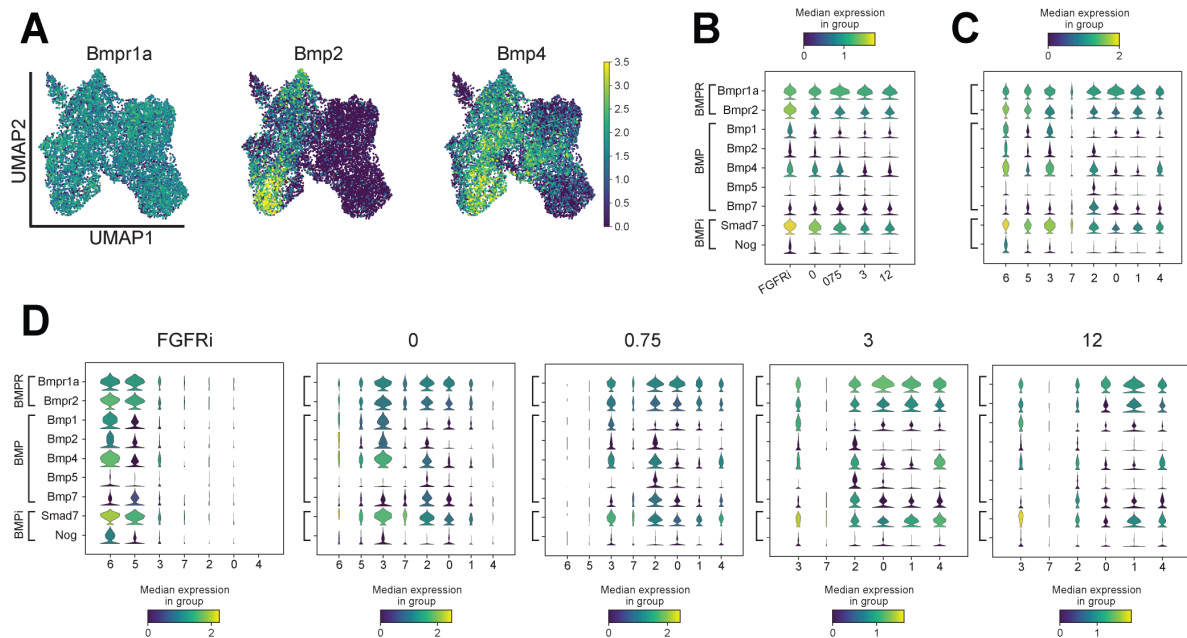 A
Bmpr1a
Bmp2
Bmp4
3.5
3.0
2.5
2.0
1.5
1.0
0.5
0.0
UMAP2
UMAP1
B
Median expression
in group
0 1
BMPR
Bmpr1a
Bmpr2
BMP
Bmp1
Bmp2
Bmp4
Bmp5
Bmp7
BMPi
Smad7
Nog
FGFRi 0 075 3 12
C
Median expression
in group
0 2
6 5 3 7 2 0 1 4
D
FGFRi
BMPR
Bmpr1a
Bmpr2
BMP
Bmp1
Bmp2
Bmp4
Bmp5
Bmp7
BMPi
Smad7
Nog
6 5 3 7 2 0 4
Median expression
in group
0 2
0
6 5 3 7 2 0 1 4
Median expression
in group
0 2
0.75
6 5 3 7 2 0 1 4
Median expression
in group
0 2
3
3 7 2 0 1 4
Median expression
in group
0 1
12
3 7 2 0 1 4
Median expression
in group
0 1